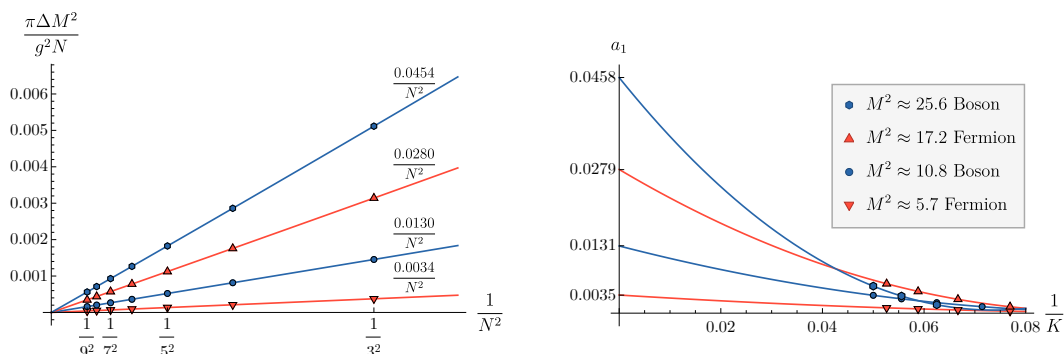 πΔM²
g²N
0.006
0.005
0.004
0.003
0.002
0.001
0.0454
N²
0.0280
N²
0.0130
N²
0.0034
N²
1
N²
1 1 1 1
9² 7² 5² 3²
a₁
0.0458
0.0279
0.0131
0.0035
M² ≈ 25.6 Boson
M² ≈ 17.2 Fermion
M² ≈ 10.8 Boson
M² ≈ 5.7 Fermion
0.02 0.04 0.06 0.08
1
K